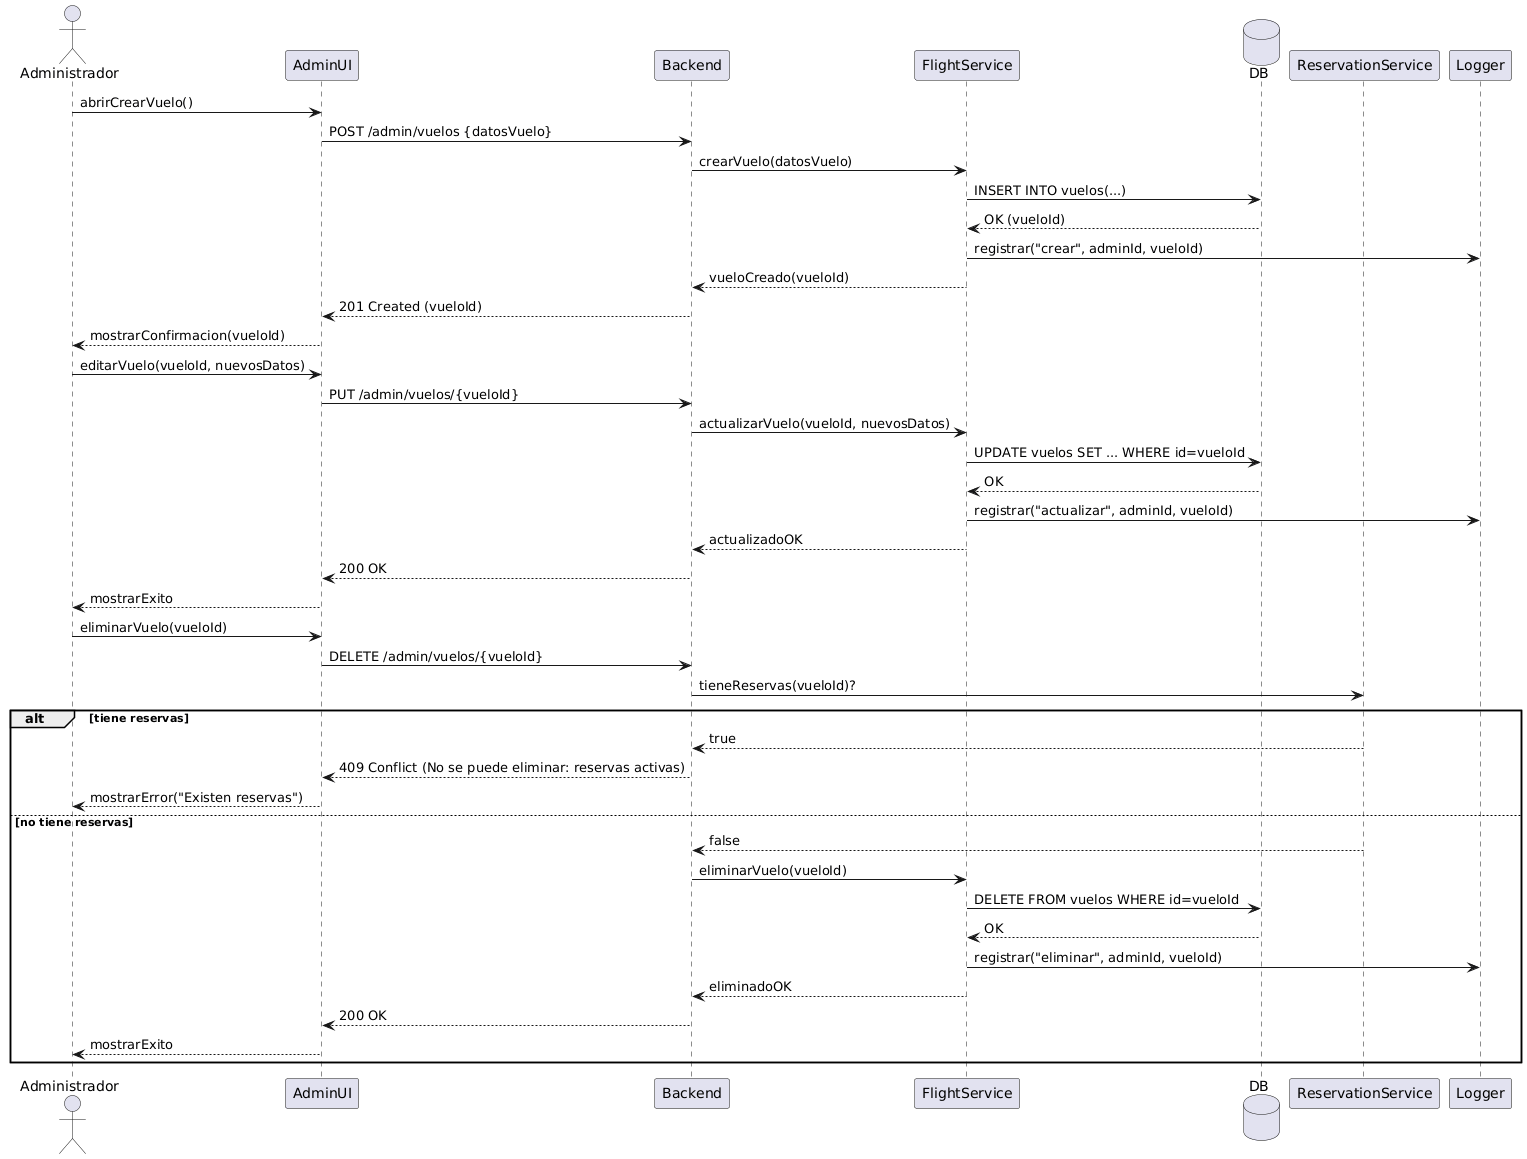 Administrador
AdminUI
Backend
FlightService
DB
ReservationService
Logger
abrirCrearVuelo()
POST /admin/vuelos {datosVuelo}
crearVuelo(datosVuelo)
INSERT INTO vuelos(...)
OK (vueloId)
registrar("crear", adminId, vueloId)
vueloCreado(vueloId)
201 Created (vueloId)
mostrarConfirmacion(vueloId)
editarVuelo(vueloId, nuevosDatos)
PUT /admin/vuelos/{vueloId}
actualizarVuelo(vueloId, nuevosDatos)
UPDATE vuelos SET ... WHERE id=vueloId
OK
registrar("actualizar", adminId, vueloId)
actualizadoOK
200 OK
mostrarExito
eliminarVuelo(vueloId)
DELETE /admin/vuelos/{vueloId}
tieneReservas(vueloId)?
alt [tiene reservas]
true
409 Conflict (No se puede eliminar: reservas activas)
mostrarError("Existen reservas")
[no tiene reservas]
false
eliminarVuelo(vueloId)
DELETE FROM vuelos WHERE id=vueloId
OK
registrar("eliminar", adminId, vueloId)
eliminadoOK
200 OK
mostrarExito
Administrador
AdminUI
Backend
FlightService
DB
ReservationService
Logger